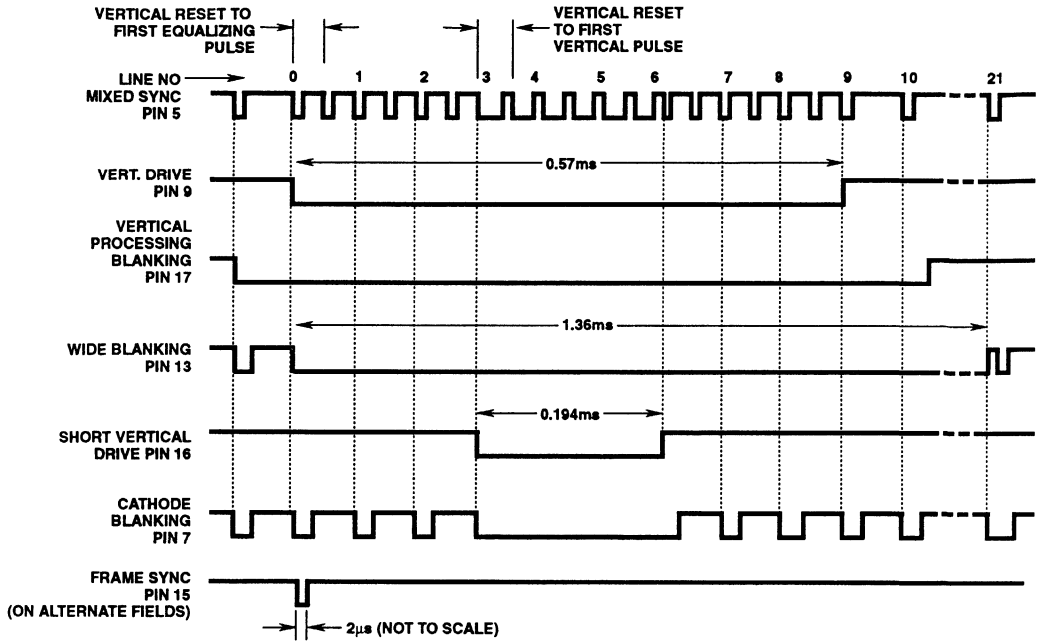 VERTICAL RESET TO
FIRST EQUALIZING
PULSE
VERTICAL RESET
TO FIRST
VERTICAL PULSE
LINE NO 0 1 2 3 4 5 6 7 8 9 10 21
MIXED SYNC
PIN 5
0.57ms
VERT. DRIVE
PIN 9
VERTICAL
PROCESSING
BLANKING
PIN 17
1.36ms
WIDE BLANKING
PIN 13
0.194ms
SHORT VERTICAL
DRIVE PIN 16
CATHODE
BLANKING
PIN 7
FRAME SYNC
PIN 15
(ON ALTERNATE FIELDS)
2μs (NOT TO SCALE)